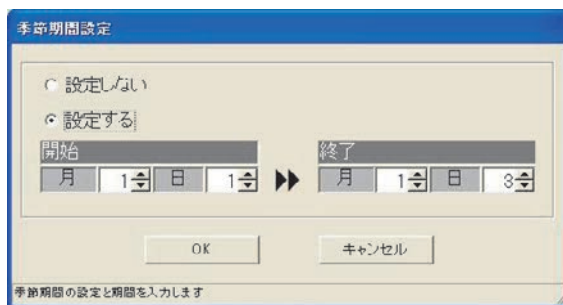 季節期間設定
設定しない
設定する
開始 終了
月 1 日 1 月 1 日 3
OK キャンセル
季節期間の設定と期間を入力します